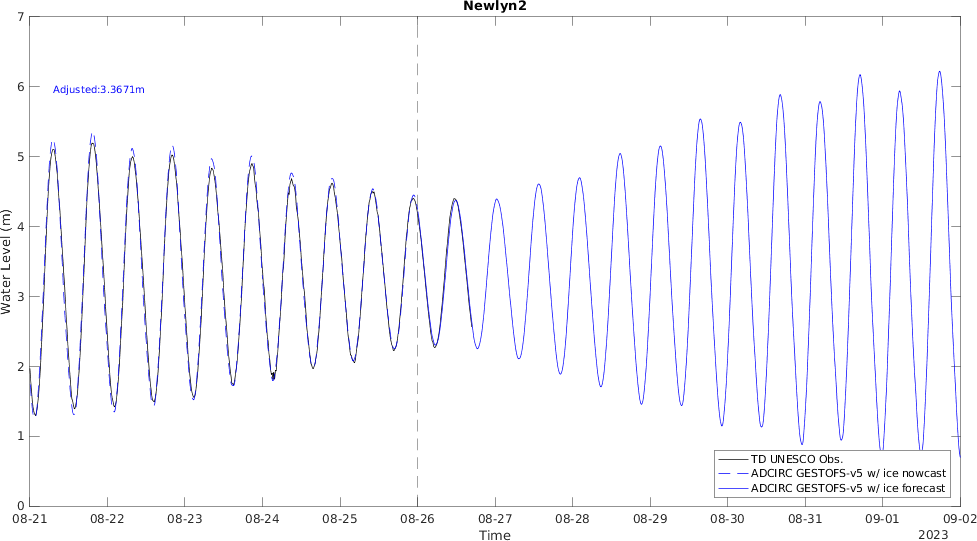 Newlyn2
7
6
5
4
3
2
1
0
Water Level (m)
Adjusted:3.3671m
TD UNESCO Obs.
ADCIRC GESTOFS-v5 w/ ice nowcast
ADCIRC GESTOFS-v5 w/ ice forecast
08-21 08-22 08-23 08-24 08-25 08-26 08-27 08-28 08-29 08-30 08-31 09-01 09-02
Time
2023